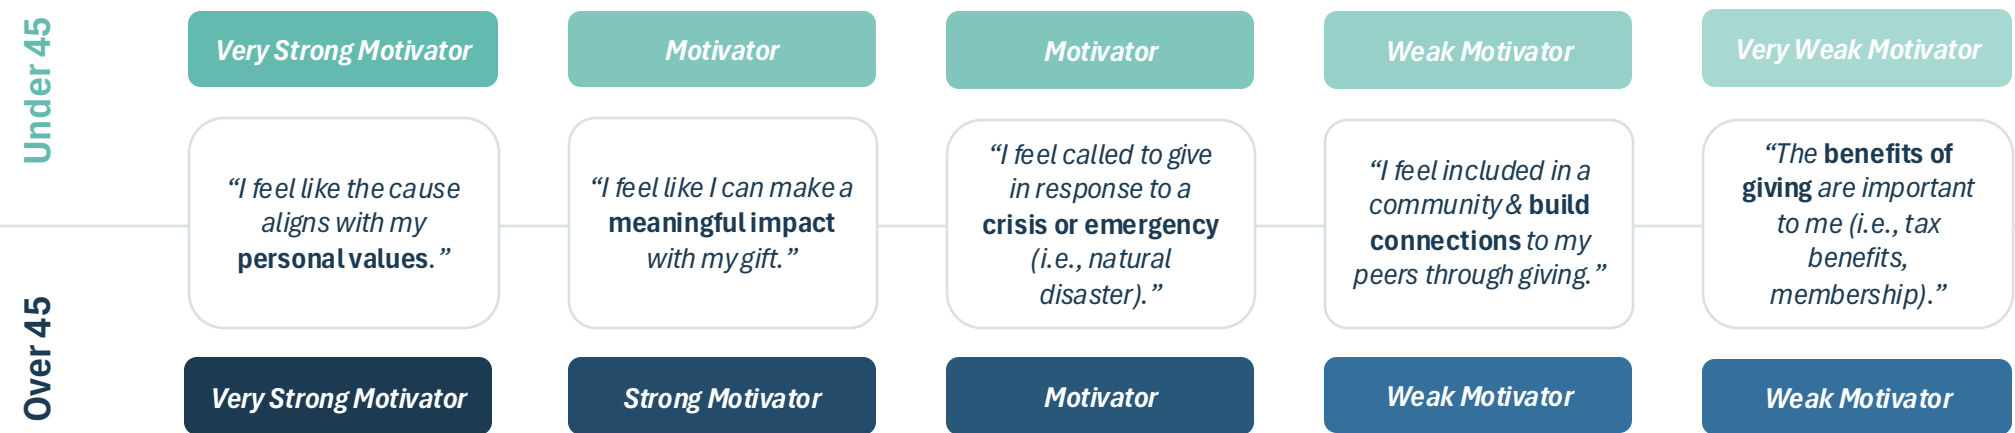 Under 45
Very Strong Motivator
Motivator
Motivator
Weak Motivator
Very Weak Motivator
“I feel like the cause
aligns with my
personal values.”
“I feel like I can make a
meaningful impact
with my gift.”
“I feel called to give
in response to a
crisis or emergency
(i.e., natural
disaster).”
“I feel included in a
community & build
connections to my
peers through giving.”
“The benefits of
giving are important
to me (i.e., tax
benefits,
membership).”
Over 45
Very Strong Motivator
Strong Motivator
Motivator
Weak Motivator
Weak Motivator